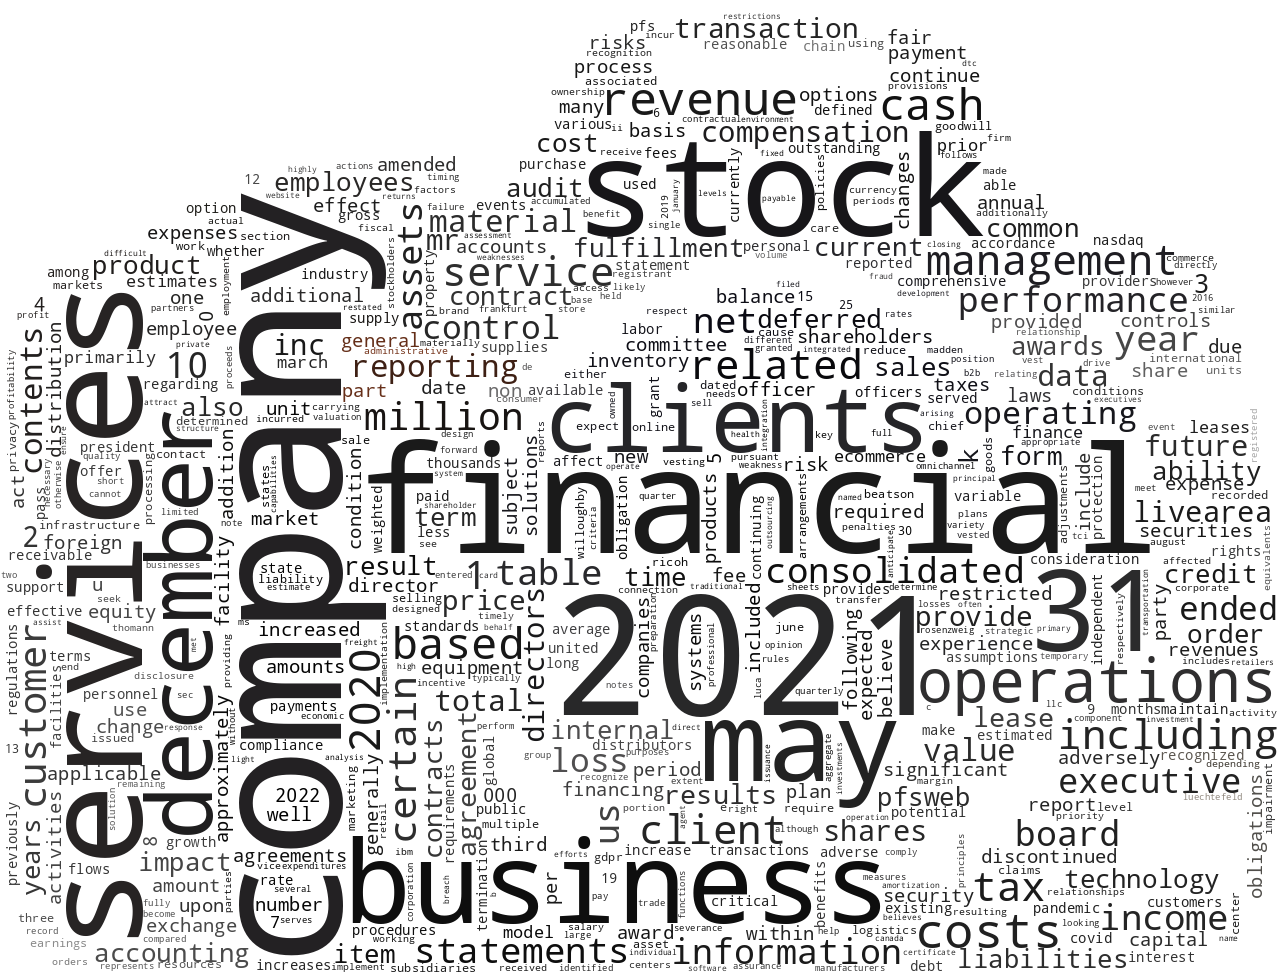 restrictions
pfs incur transaction
risks reasonable chain using fair
recognition payment
process dtc
associated continue
ownership revenue options provisions
many 6 defined cash
various ii basis contractual environment goodwill
cost receive fees compensation prior firm
purchase outstanding follows
highly actions amended stock made
12 employees timing audit used currently fixed policies currency changes able
website returns factors accumulated single 2019 january levels payable periods annual
option effect failure events benefit care additionally
actual gross material fulfillment personal current common
expenses section fiscal mr assessment closing nasdaq
work whether assets accounts statement volume reported accordance commerce
difficult weaknesses service registrant fraud management directly
among product industry stockholders property access likely filed comprehensive providers however 3
markets estimates additional contract base held development performance 2016
4 one partners employment restated brand frankfurt store balance 15 25 similar
profit 0 supply control respect net deferred rates provided controls
employee inc general materially labor cause shareholders relationship year due
primarily private march administrative supplies committee different granted integrated reduce madden awards international
contents distribution 10 reporting de inventory related sales position b2b vest drive share units
regarding proceeds part date non available either dated officer officers taxes relating data conditions
privacy profitability attract also unit carrying consumer owned grant needs served laws executives
act determined incurred valuation million clients sell arising operating
president structure contact sale design expect online health integration key full chief finance event leases registered
quality offer processing addition states capabilities condition forward reports affect new vesting pursuant risk ecommerce omnichannel k goods form appropriate future
short cannot necessary otherwise ensure thousands system subject solutions operate 5 weakness principal include ability
pass limited note market weighted paid shareholder quarter products named beatson variable adjustments protection meet expense recorded
2 infrastructure term willoughby criteria obligation outsourcing arrangements required plans livearea
foreign less financial continuing penalties 30 variety vested tci securities
receivable businesses facility see ricoh anticipate august
services december company state liability estimate result 1 table time fee consolidated consideration affected rights equivalents
two support u director entered card connection traditional sheets provides determine restricted credit
seek selling designed price companies preparation transfer losses often corporate
effective equity ms timely directors 2021 june provide 31 ended
assist thomann increased standards behalf average systems professional included following rosenzweig strategic primary independent respectively transportation party order
regulations terms vend met freight based united opinion expected experience revenues
customer facilities disclosure providing amounts 2020 implementation high equipment long rules believe assumptions temporary includes retailers
personnel sec incentive typically notes luca quarterly operations
use payments certain total c llc
13 change response without economic contracts perform internal direct may lease 9 months maintain activity
issued approximately compliance group distributors make estimated component investment
applicable light analysis generally requirements agreement global loss purposes issuance aggregate investments value including recognized
years activities remaining marketing retail period extent significant adversely depending
solution 2022 000 recognize financing results plan margin executive obligations impairment
previously 8 well public us portion e right require pfsweb report level luechtefeld
growth multiple client agent operation potential priority
flows impact agreements ibm third although shares board
vice expenditures termination efforts gdpr increase transactions adverse comply principles discontinued
amount rate several corporation business per 19 measures claims technology
fully upon parties number breach b pay trade functions critical benefits amortization security tax relationships
become 7 serves salary existing resulting pandemic customers
three exchange procedures model large award severance within help believes costs looking income center
record compared working logistics covid name
earnings accounting item statements asset individual information canada certificate capital
orders represents resources increases implement subsidiaries received identified centers software assurance manufacturers debt liabilities interest